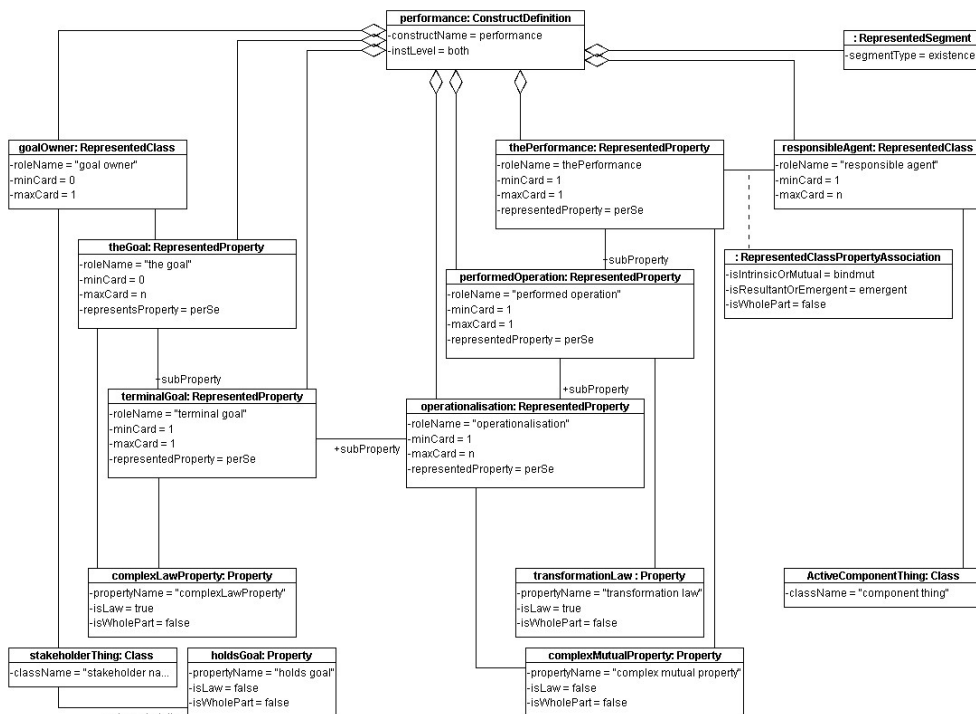 performance: ConstructDefinition
-constructName = performance
-instLevel = both
: RepresentedSegment
-segmentType = existence
goalOwner: RepresentedClass
-roleName = "goal owner"
-minCard = 0
-maxCard = 1
thePerformance: RepresentedProperty
-roleName = thePerformance
-minCard = 1
-maxCard = 1
-representedProperty = perSe
responsibleAgent: RepresentedClass
-roleName = "responsible agent"
-minCard = 1
-maxCard = n
theGoal: RepresentedProperty
-roleName = "the goal"
-minCard = 0
-maxCard = n
-representsProperty = perSe
: RepresentedClassPropertyAssociation
-isIntrinsicOrMutual = bindmut
-isResultantOrEmergent = emergent
-isWholePart = false
-subProperty
performedOperation: RepresentedProperty
-roleName = "performed operation"
-minCard = 1
-maxCard = 1
-representedProperty = perSe
-subProperty
terminalGoal: RepresentedProperty
-roleName = "terminal goal"
-minCard = 1
-maxCard = 1
-representedProperty = perSe
+subProperty
operationalisation: RepresentedProperty
-roleName = "operationalisation"
-minCard = 1
-maxCard = n
-representedProperty = perSe
+subProperty
complexLawProperty: Property
-propertyName = "complexLawProperty"
-isLaw = true
-isWholePart = false
transformationLaw : Property
-propertyName = "transformation law"
-isLaw = true
-isWholePart = false
ActiveComponentThing: Class
-className = "component thing"
stakeholderThing: Class
-className = "stakeholder na...
holdsGoal: Property
-propertyName = "holds goal"
-isLaw = false
-isWholePart = false
complexMutualProperty: Property
-propertyName = "complex mutual property"
-isLaw = false
-isWholePart = false